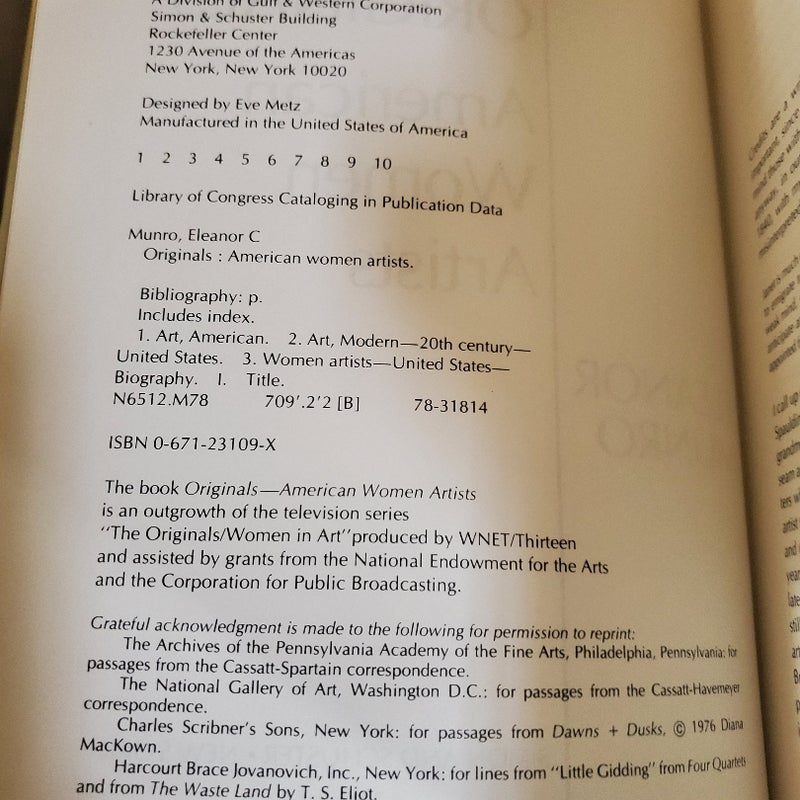 A Division of Gulf & Western Corporation
Simon & Schuster Building
Rockefeller Center
1230 Avenue of the Americas
New York, New York 10020
Designed by Eve Metz
Manufactured in the United States of America
1 2 3 4 5 6 7 8 9 10
Library of Congress Cataloging in Publication Data
Munro, Eleanor C
Originals : American women artists.
Bibliography: p.
Includes index.
1. Art, American. 2. Art, Modern—20th century—
United States. 3. Women artists—United States—
Biography. I. Title.
N6512.M78 709'.2'2 [B] 78-31814
ISBN 0-671-23109-X
The book Originals—American Women Artists
is an outgrowth of the television series
"The Originals/Women in Art"produced by WNET/Thirteen
and assisted by grants from the National Endowment for the Arts
and the Corporation for Public Broadcasting.
Grateful acknowledgment is made to the following for permission to reprint:
The Archives of the Pennsylvania Academy of the Fine Arts, Philadelphia, Pennsylvania: for
passages from the Cassatt-Spartain correspondence.
The National Gallery of Art, Washington D.C.: for passages from the Cassatt-Havemeyer
correspondence.
Charles Scribner's Sons, New York: for passages from Dawns + Dusks, © 1976 Diana
MacKown.
Harcourt Brace Jovanovich, Inc., New York: for lines from "Little Gidding" from Four Quartets
and from The Waste Land by T. S. Eliot.